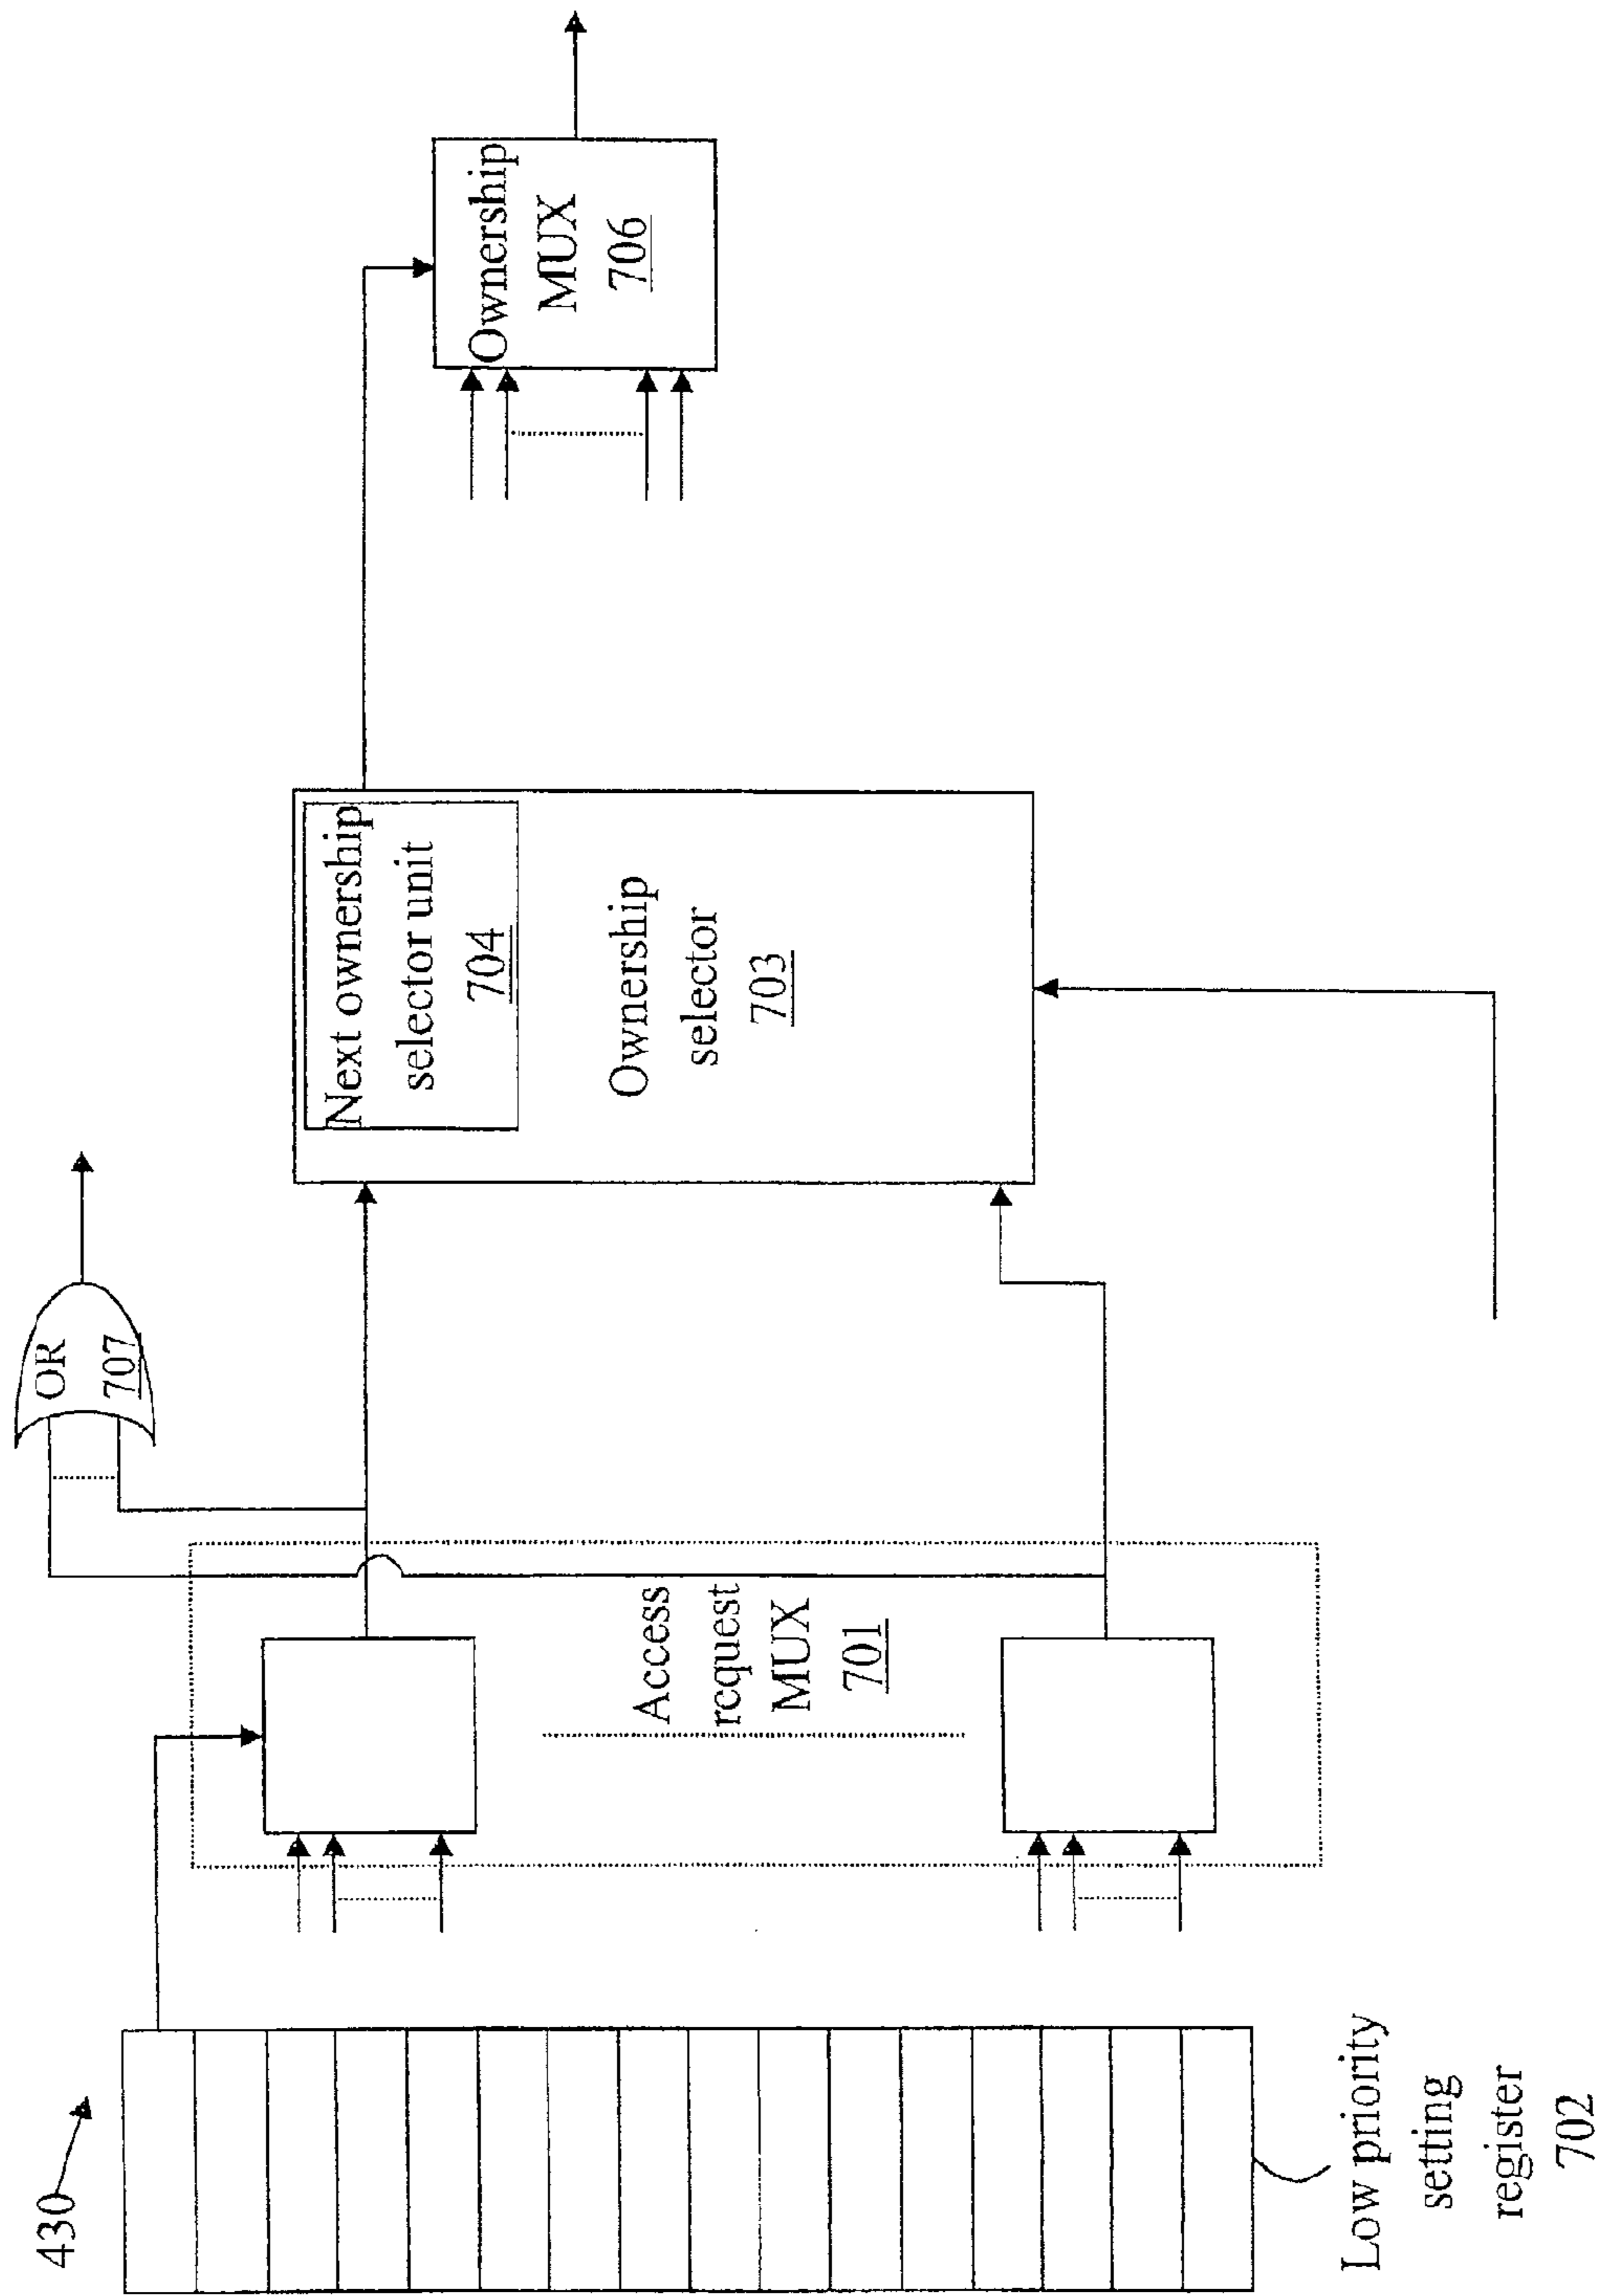 430
Low priority
setting
register
702
Access
request
MUX
701
OR
707
Next ownership
selector unit
704
Ownership
selector
703
Ownership
MUX
706